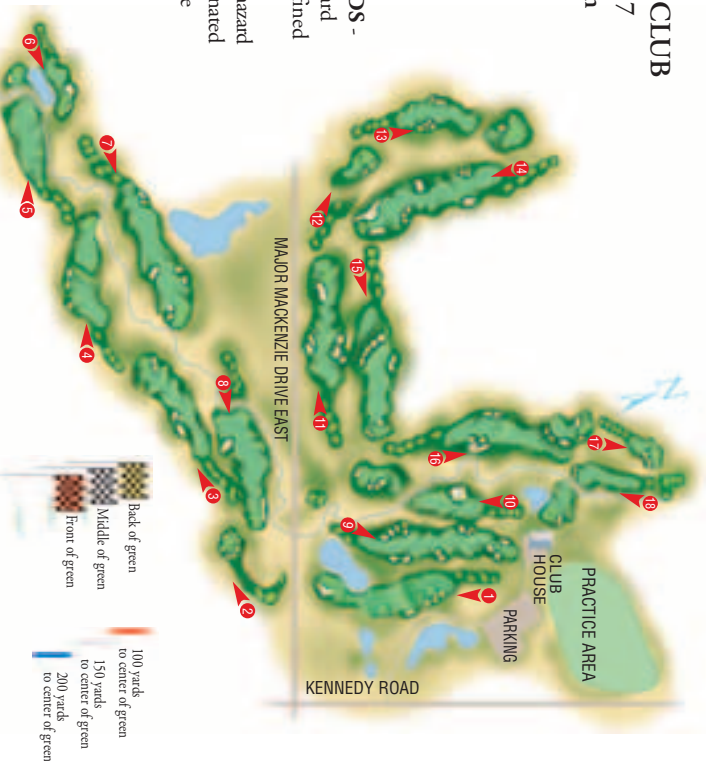 CLUB
7
n
OS -
ard
fined
hazard
nated
e
6
7
5
4
3
8
2
13
14
12
15
11
16
17
18
10
9
1
MAJOR MACKENZIE DRIVE EAST
KENNEDY ROAD
CLUB
HOUSE
PARKING
PRACTICE AREA
N
Back of green
Middle of green
Front of green
100 yards
to center of green
150 yards
to center of green
200 yards
to center of green